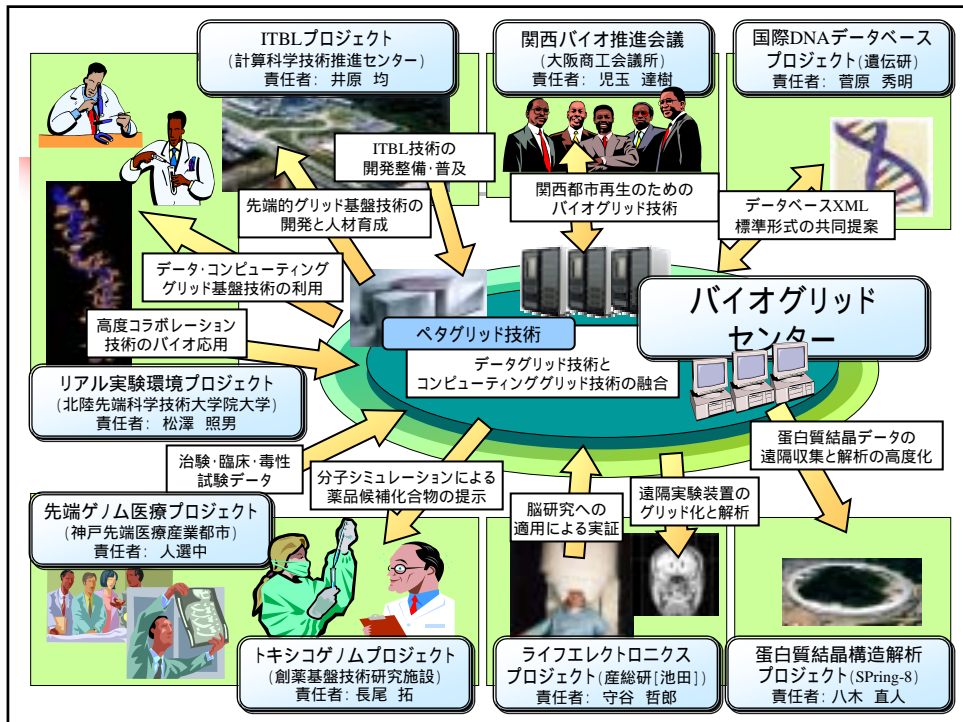 ITBLプロジェクト
(計算科学技術推進センター)
責任者: 井原 均
関西バイオ推進会議
(大阪商工会議所)
責任者: 児玉 達樹
国際DNAデータベース
プロジェクト(遺伝研)
責任者: 菅原 秀明
ITBL技術の
開発整備・普及
先端的グリッド基盤技術の
開発と人材育成
関西都市再生のための
バイオグリッド技術
データベースXML
標準形式の共同提案
データ・コンピューティング
グリッド基盤技術の利用
高度コラボレーション
技術のバイオ応用
バイオグリッド
センター
ペタグリッド技術
データグリッド技術と
コンピューティンググリッド技術の融合
リアル実験環境プロジェクト
(北陸先端科学技術大学院大学)
責任者: 松澤 照男
治験・臨床・毒性
試験データ
分子シミュレーションによる
薬品候補化合物の提示
脳研究への
適用による実証
遠隔実験装置の
グリッド化と解析
蛋白質結晶データの
遠隔収集と解析の高度化
先端ゲノム医療プロジェクト
(神戸先端医療産業都市)
責任者: 人選中
トキシコゲノムプロジェクト
(創薬基盤技術研究施設)
責任者: 長尾 拓
ライフエレクトロニクス
プロジェクト(産総研[池田])
責任者: 守谷 哲郎
蛋白質結晶構造解析
プロジェクト(SPring-8)
責任者: 八木 直人